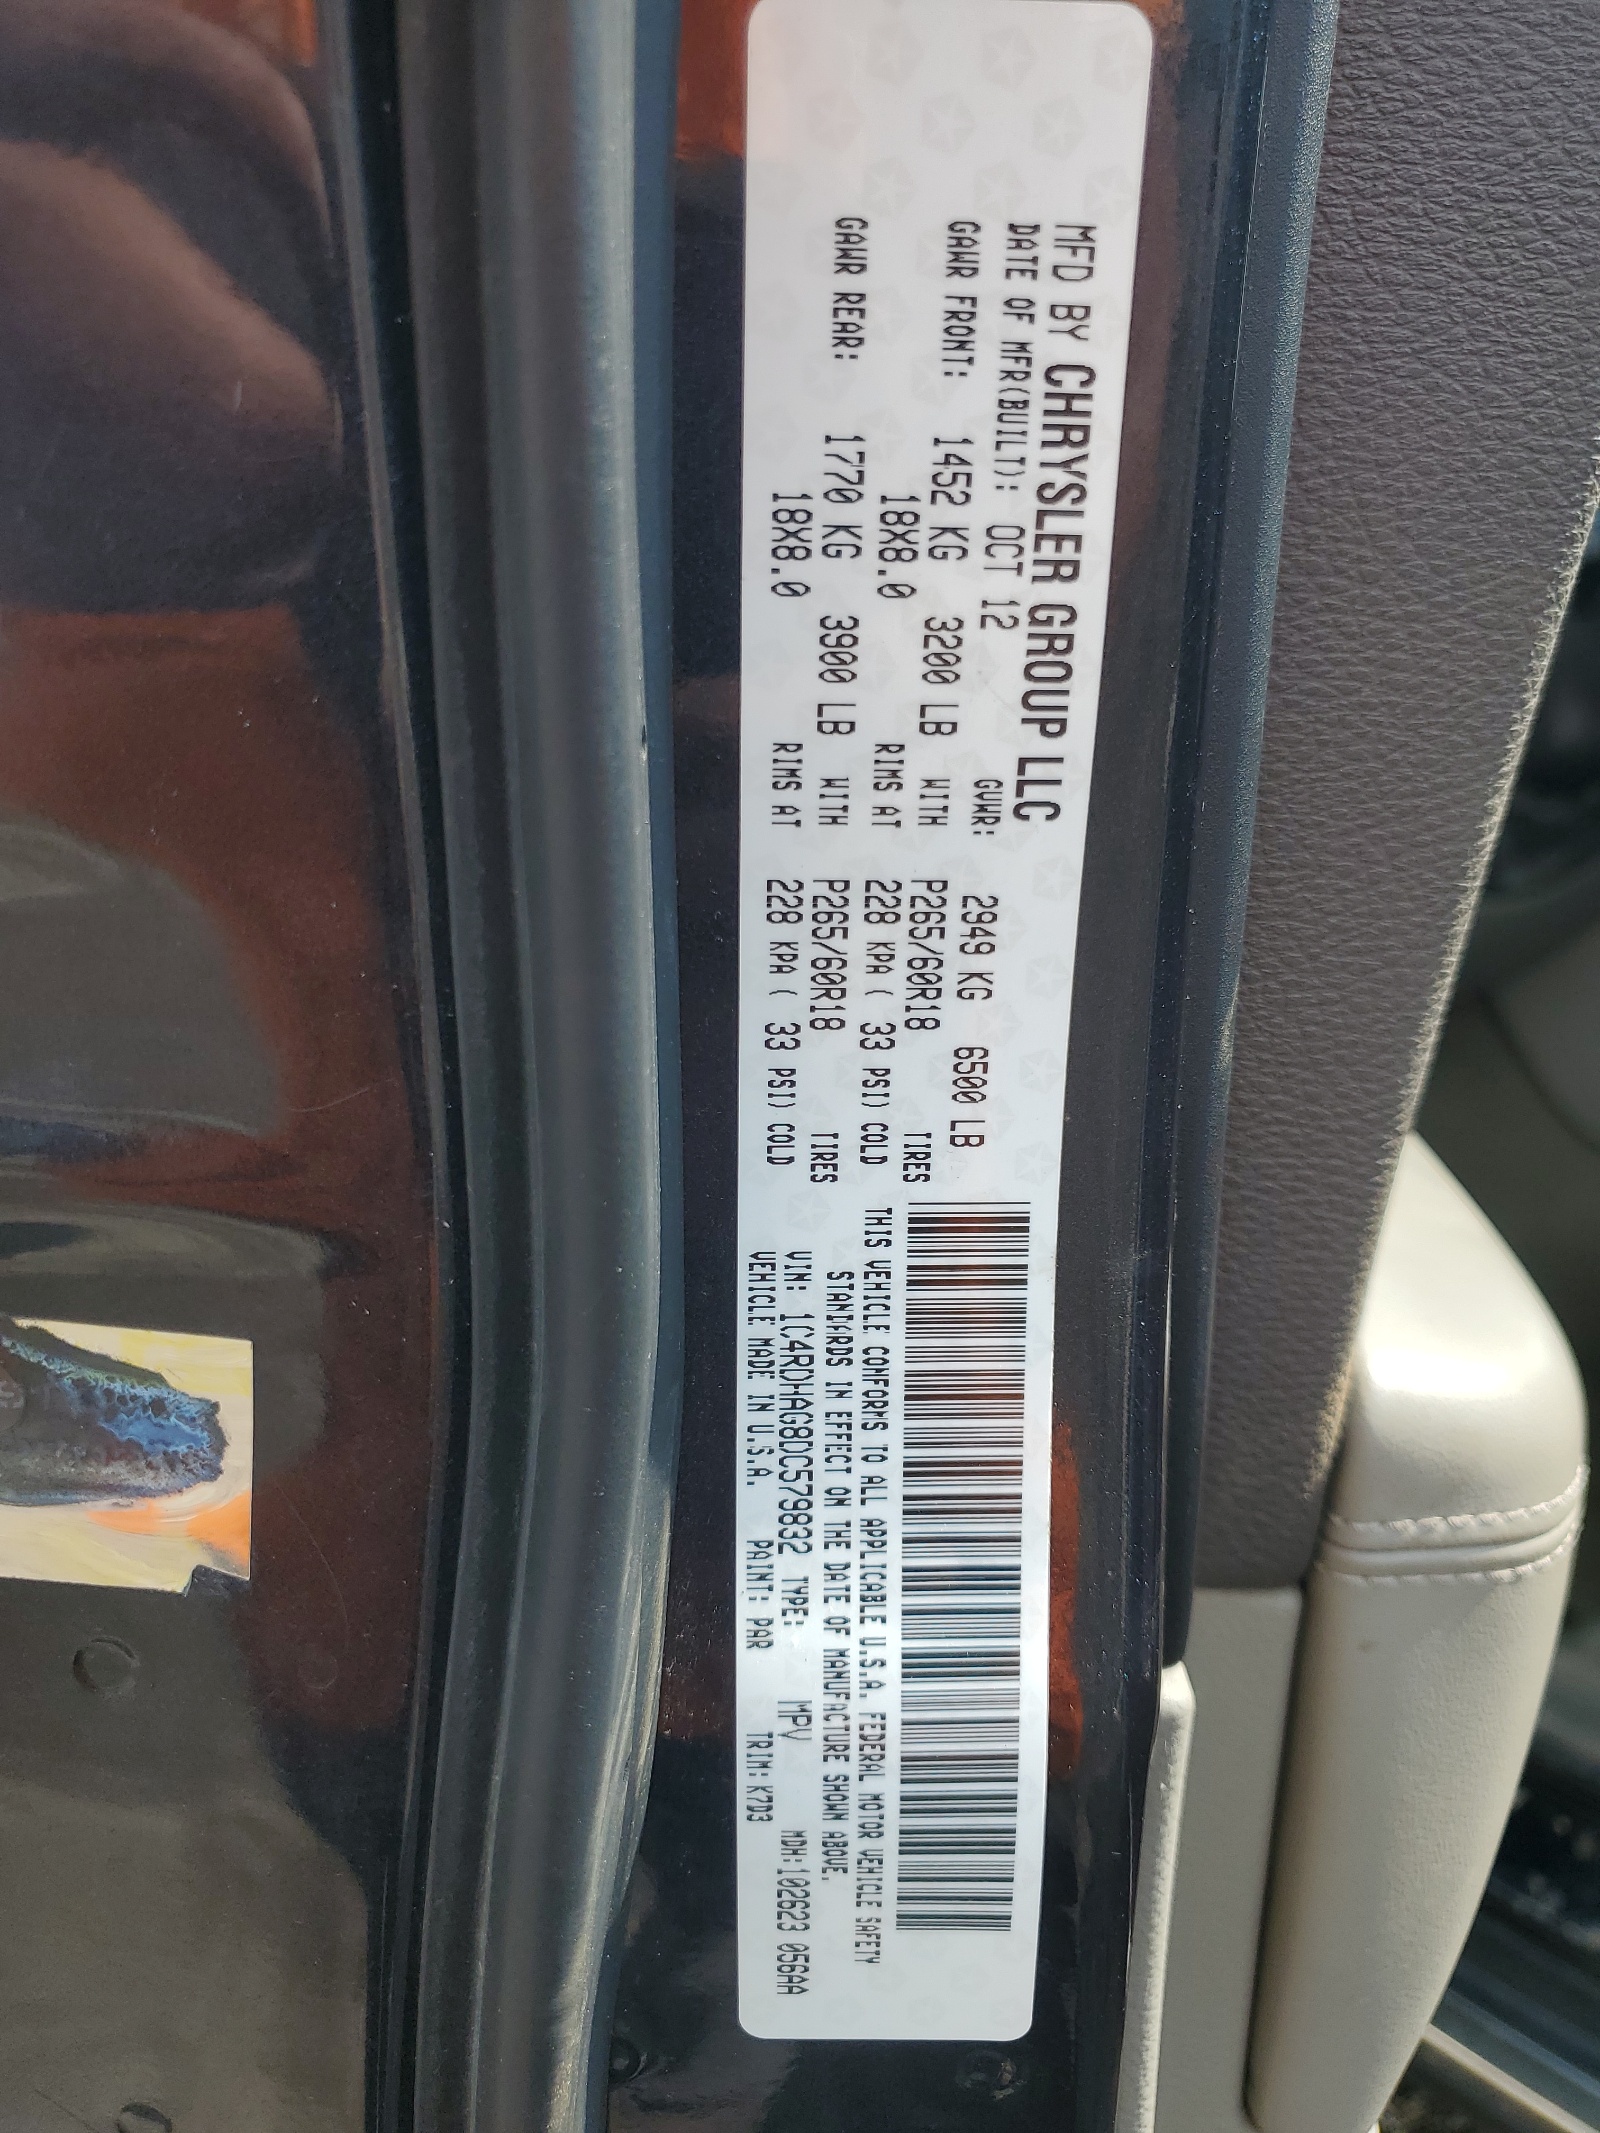 MFD BY CHRYSLER GROUP LLC
DATE OF MFR(BUILT): OCT 12 GVWR: 2949 KG 6500 LB
GAWR FRONT: 1452 KG 3200 LB WITH P265/60R18 TIRES
18X8.0 RIMS AT 228 KPA ( 33 PSI) COLD
GAWR REAR: 1770 KG 3900 LB WITH P265/60R18 TIRES
18X8.0 RIMS AT 228 KPA ( 33 PSI) COLD
THIS VEHICLE CONFORMS TO ALL APPLICABLE U.S.A. FEDERAL MOTOR VEHICLE SAFETY
STANDARDS IN EFFECT ON THE DATE OF MANUFACTURE SHOWN ABOVE.
VIN: 1C4RDHAG8DC579832 TYPE: MPV MDH:102623 056AA
VEHICLE MADE IN U.S.A. PAINT: PAR TRIM: K7D3